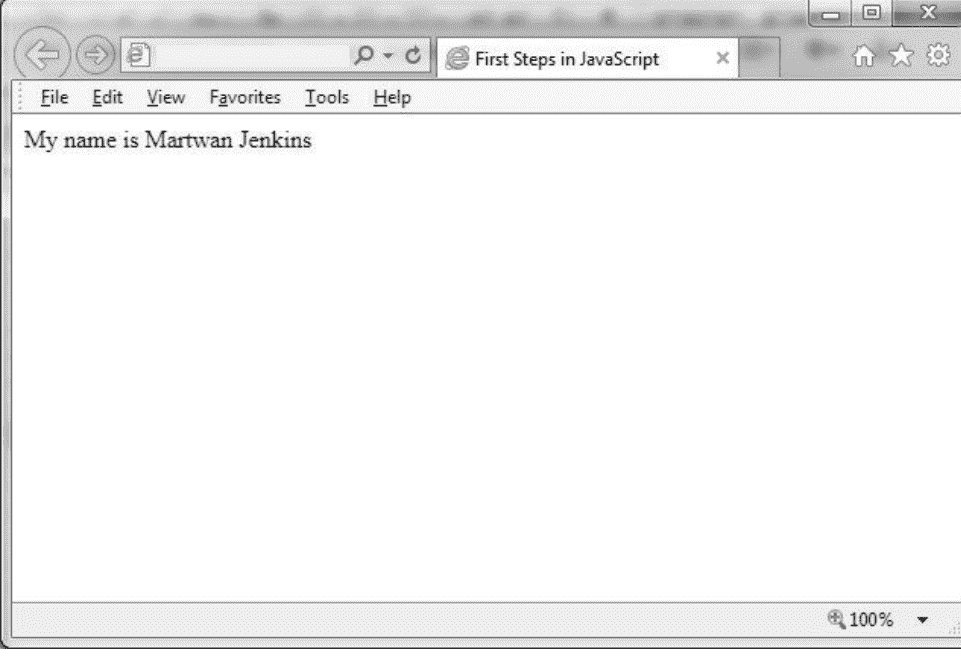 First Steps in JavaScript
File Edit View Favorites Tools Help
My name is Martwan Jenkins
100%